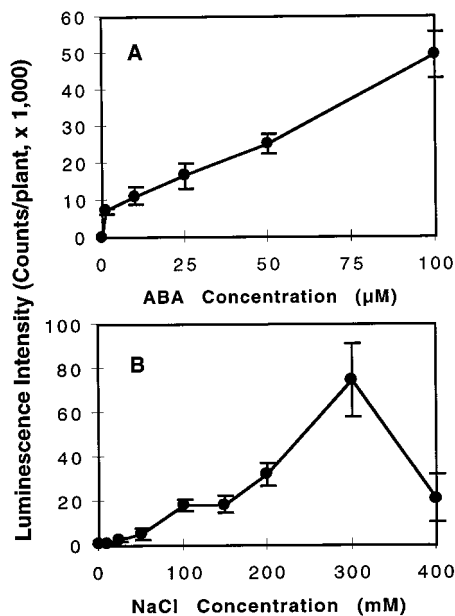 Luminescence Intensity (Counts/plant, x 1,000)
A
60
50
40
30
20
10
0
0 25 50 75 100
ABA Concentration (µM)
B
100
80
60
40
20
0
0 100 200 300 400
NaCl Concentration (mM)